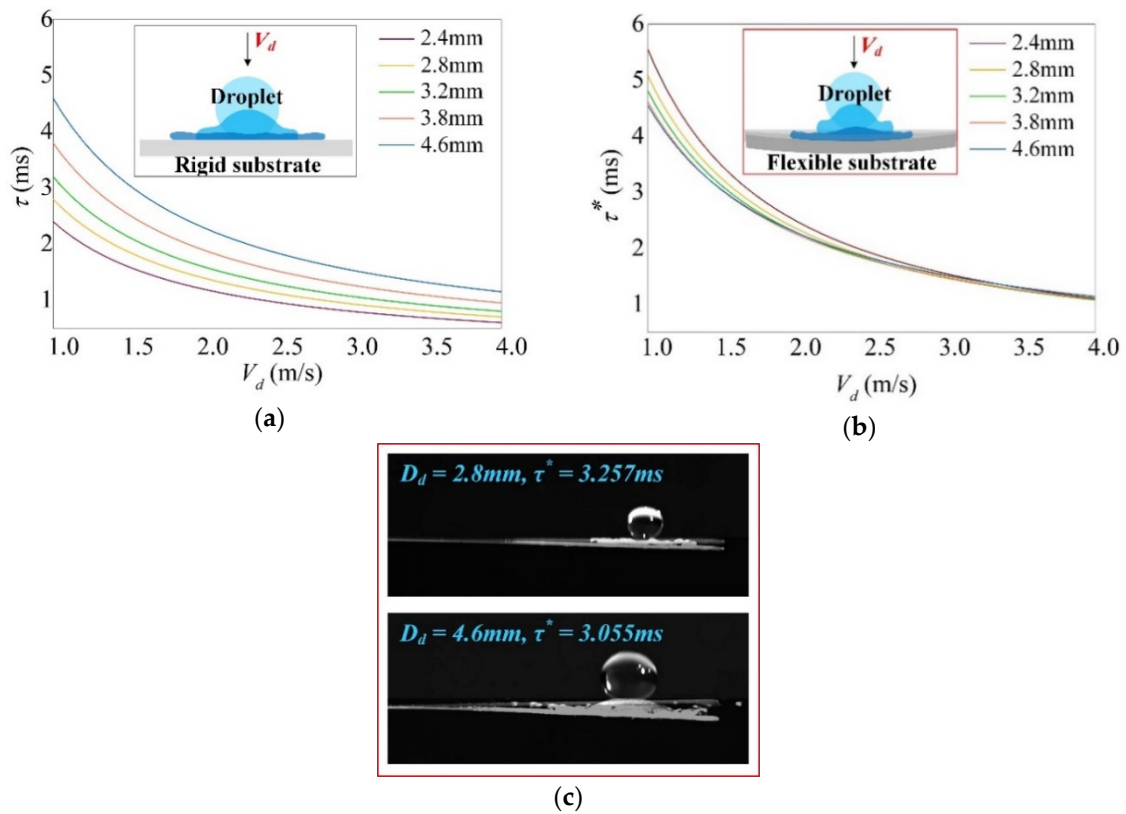 (a)
τ (ms)
6
5
4
3
2
1
1.0 1.5 2.0 2.5 3.0 3.5 4.0
V_d (m/s)
V_d
Droplet
Rigid substrate
2.4mm
2.8mm
3.2mm
3.8mm
4.6mm
(a)
(b)
τ* (ms)
6
5
4
3
2
1
1.0 2.0 2.5 3.0 3.5 4.0
V_d (m/s)
V_d
Droplet
Flexible substrate
2.4mm
2.8mm
3.2mm
3.8mm
4.6mm
(b)
D_d = 2.8mm, τ* = 3.257ms
D_d = 4.6mm, τ* = 3.055ms
(c)